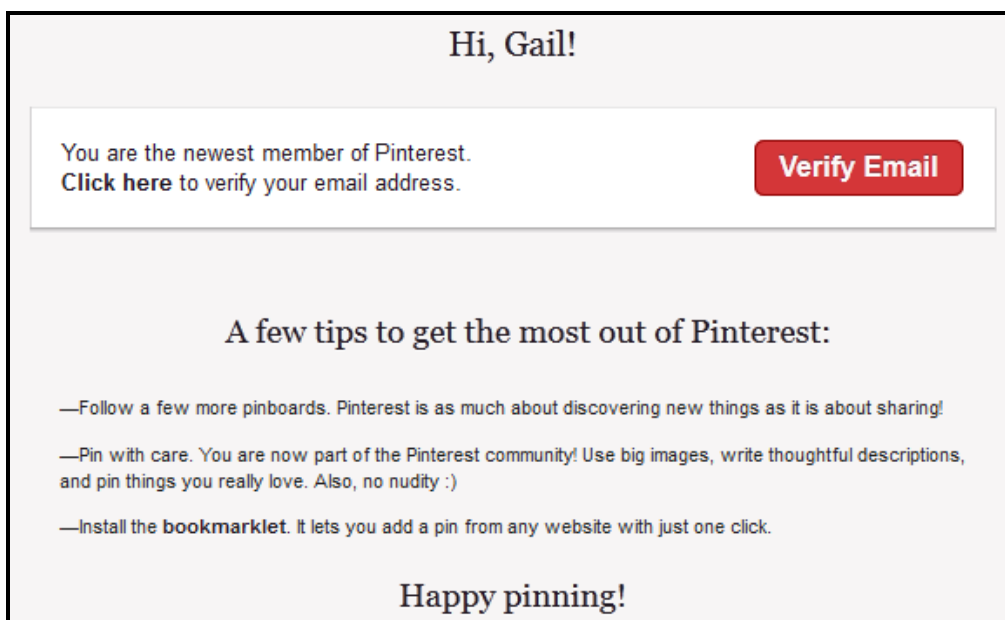 Hi, Gail!
You are the newest member of Pinterest.
Click here to verify your email address.
Verify Email
A few tips to get the most out of Pinterest:
—Follow a few more pinboards. Pinterest is as much about discovering new things as it is about sharing!
—Pin with care. You are now part of the Pinterest community! Use big images, write thoughtful descriptions,
and pin things you really love. Also, no nudity :)
—Install the bookmarklet. It lets you add a pin from any website with just one click.
Happy pinning!